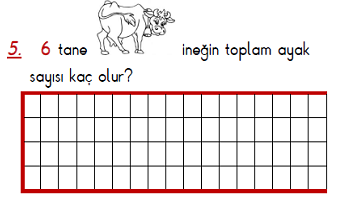 5. 6 tane ineğin toplam ayak
sayısı kaç olur?